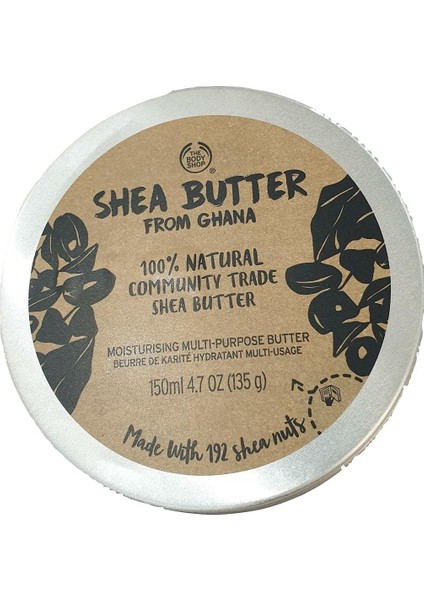 THE
BODY
SHOP
®
SHEA BUTTER
FROM GHANA
100% NATURAL
COMMUNITY TRADE
SHEA BUTTER
MOISTURISING MULTI-PURPOSE BUTTER
BEURRE DE KARITÉ HYDRATANT MULTI-USAGE
150ml 4.7 OZ (135 g)
Made With 192 shea nuts